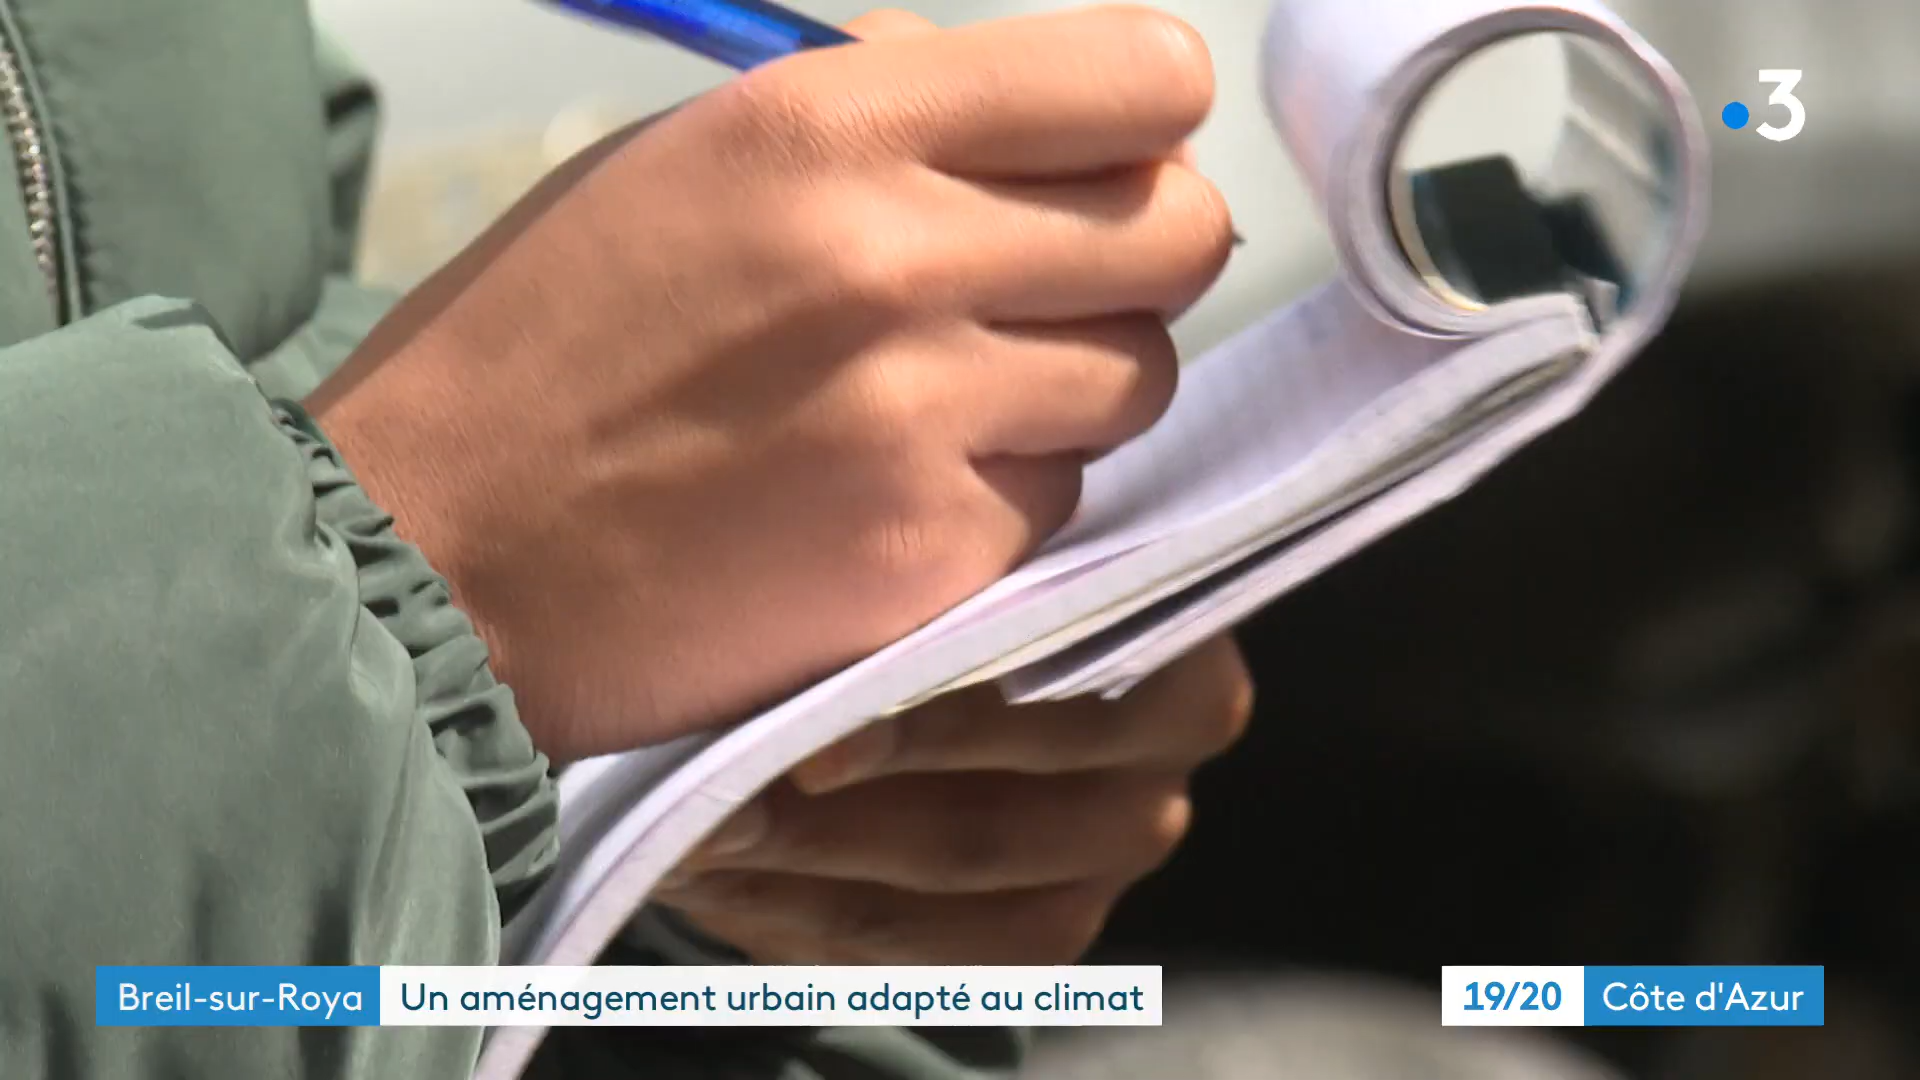 3
Breil-sur-Roya Un aménagement urbain adapté au climat
19/20 Côte d'Azur